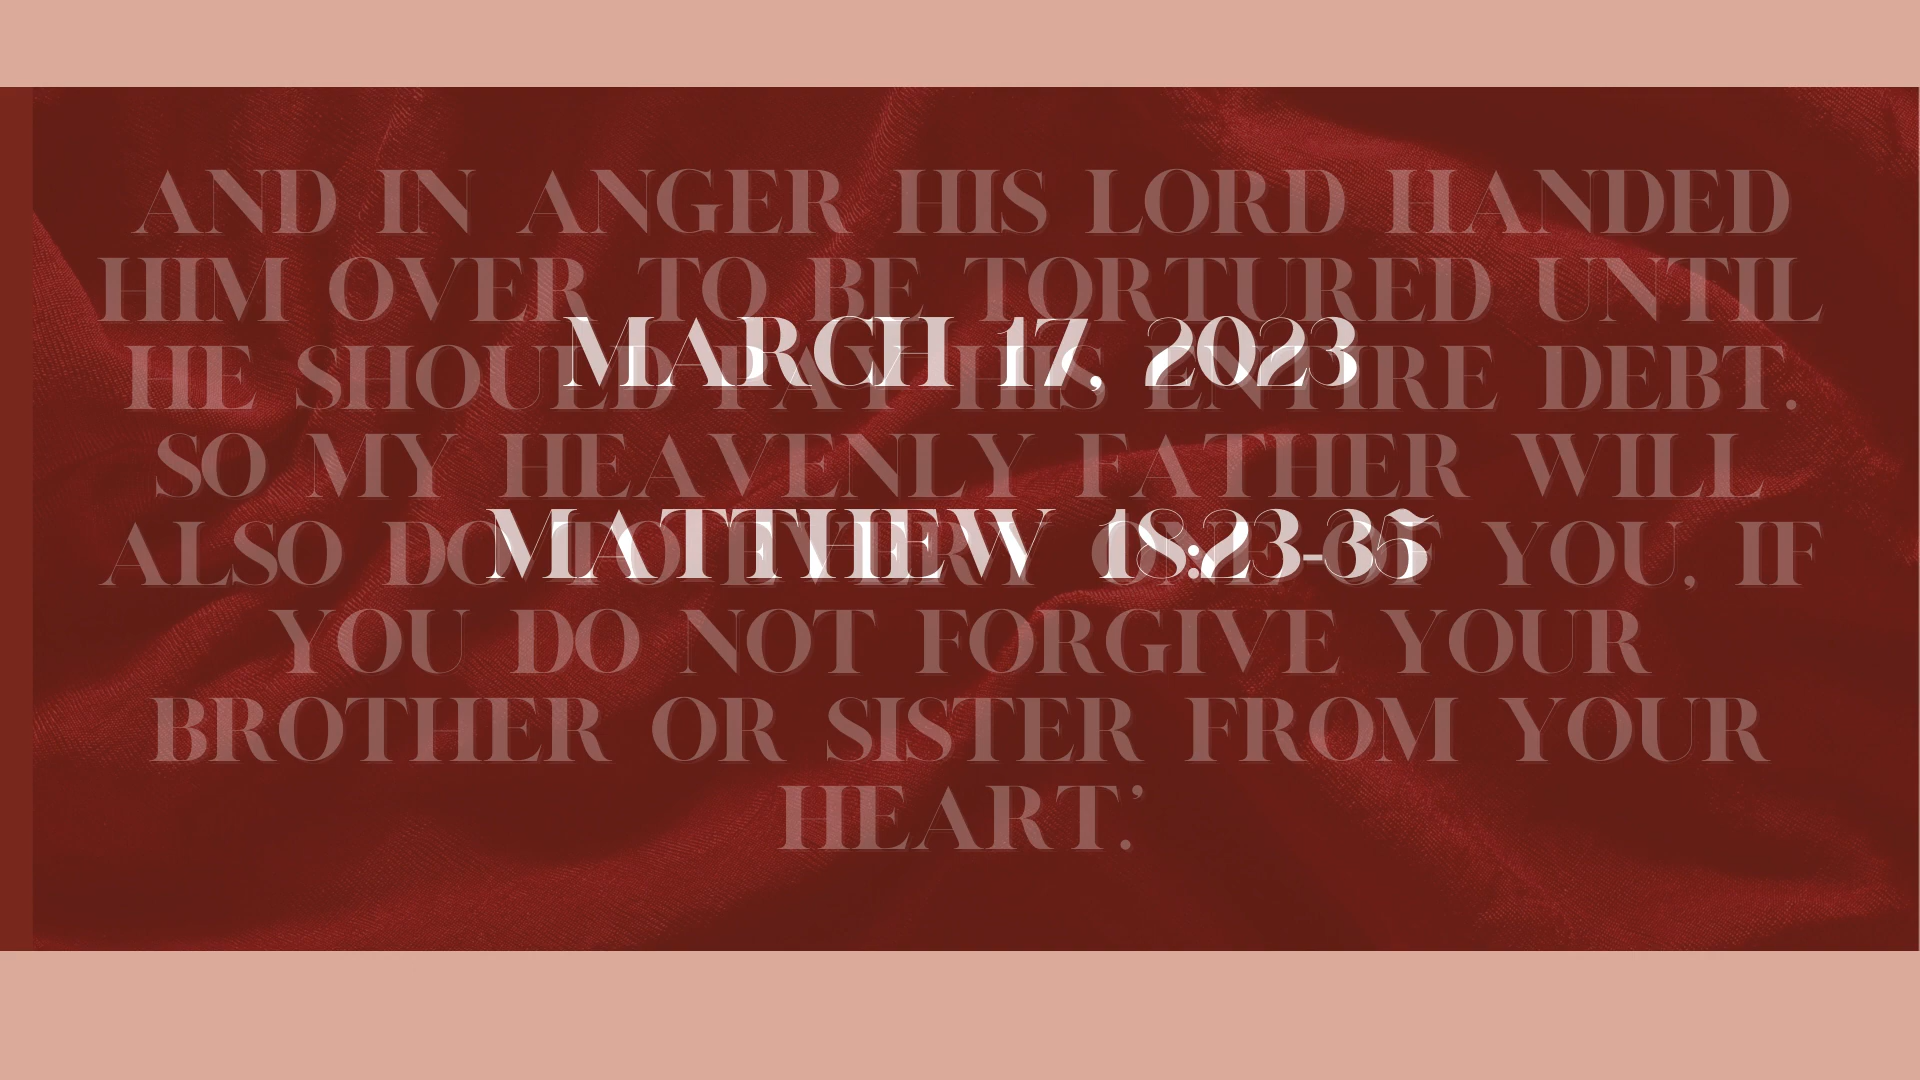 AND IN ANGER HIS LORD HANDED
HIM OVER TO BE TORTURED UNTIL
MARCH 17, 2023
HE SHOULD PAY HIS ENTIRE DEBT.
SO MY HEAVENLY FATHER WILL
MATTHEW 18:23-35
ALSO DO TO EVERY ONE OF YOU, IF
YOU DO NOT FORGIVE YOUR
BROTHER OR SISTER FROM YOUR
HEART.’